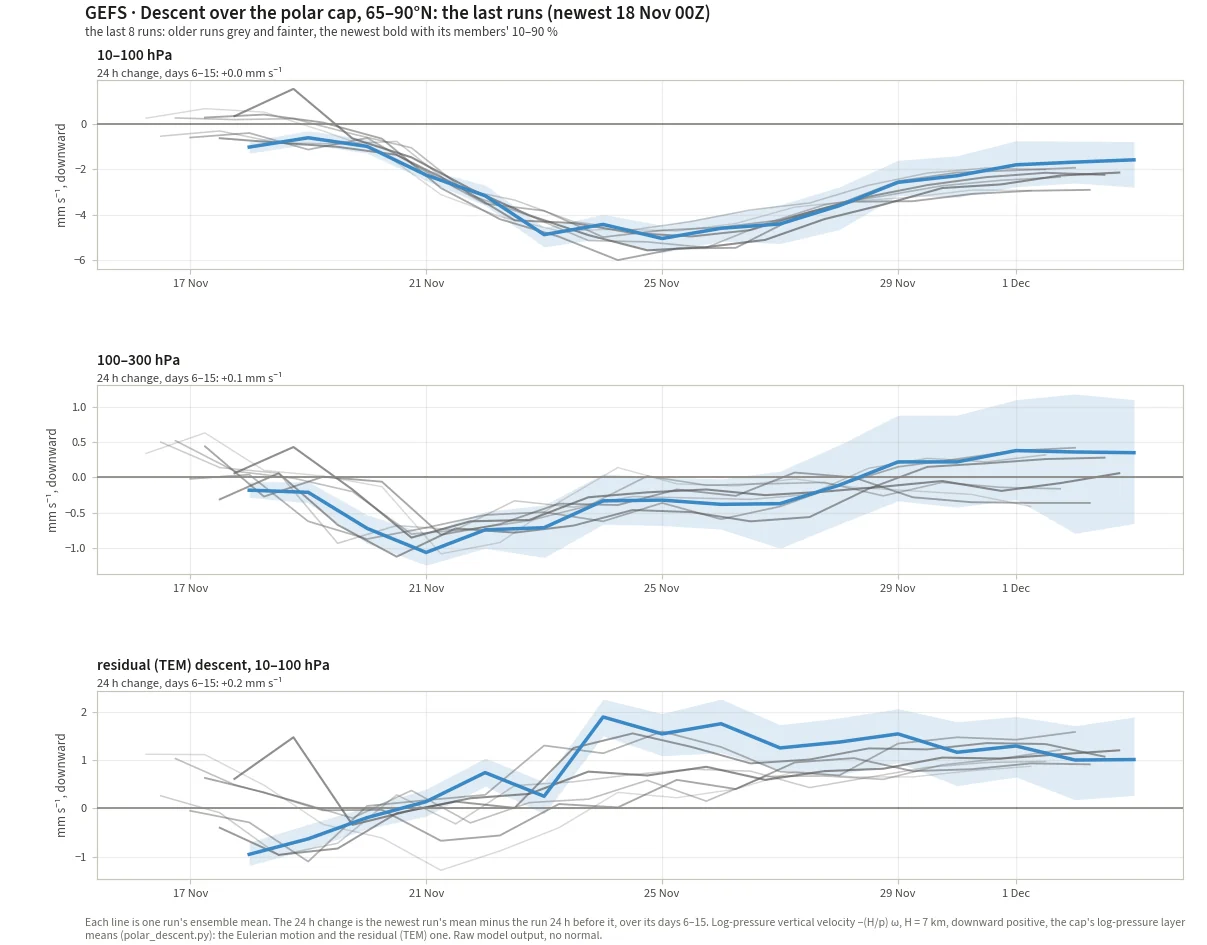 GEFS · Descent over the polar cap, 65–90°N: the last runs (newest 18 Nov 00Z)
the last 8 runs: older runs grey and fainter, the newest bold with its members' 10–90 %
10–100 hPa
24 h change, days 6–15: +0.0 mm s⁻¹
mm s⁻¹, downward
0
−2
−4
−6
17 Nov
21 Nov
25 Nov
29 Nov
1 Dec
100–300 hPa
24 h change, days 6–15: +0.1 mm s⁻¹
mm s⁻¹, downward
1.0
0.5
0.0
−0.5
−1.0
17 Nov
21 Nov
25 Nov
29 Nov
1 Dec
residual (TEM) descent, 10–100 hPa
24 h change, days 6–15: +0.2 mm s⁻¹
mm s⁻¹, downward
2
1
0
−1
17 Nov
21 Nov
25 Nov
29 Nov
1 Dec
Each line is one run's ensemble mean. The 24 h change is the newest run's mean minus the run 24 h before it, over its days 6–15. Log-pressure vertical velocity −(H/p) ω, H = 7 km, downward positive, the cap's log-pressure layer
means (polar_descent.py): the Eulerian motion and the residual (TEM) one. Raw model output, no normal.